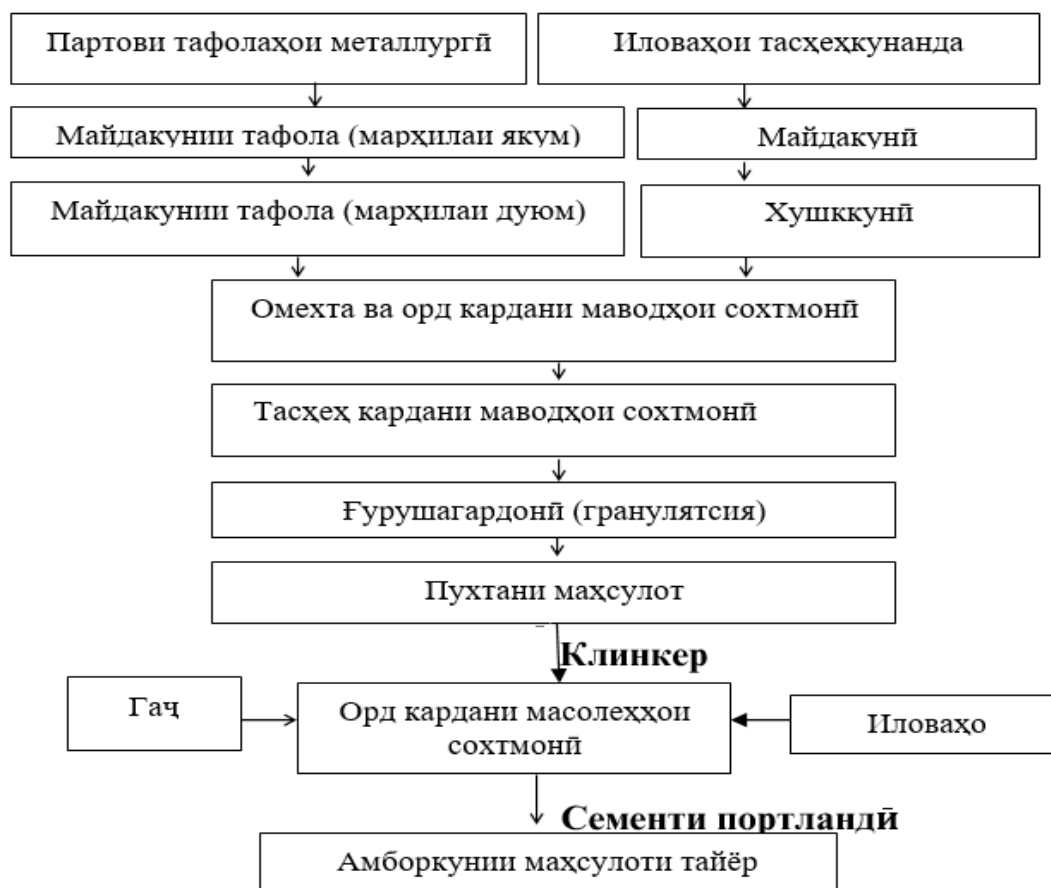 Партови тафолаҳои металлургӣ
Иловаҳои тасҳеҳкунанда
Майдакунии тафола (марҳилаи якум)
Майдакунӣ
Майдакунии тафола (марҳилаи дуюм)
Хушккунӣ
Омехта ва орд кардани маводҳои сохтмонӣ
Тасҳеҳ кардани маводҳои сохтмонӣ
Ғурушагардонӣ (гранулятсия)
Пухтани маҳсулот
Клинкер
Гаҷ
Орд кардани масолеҳҳои
сохтмонӣ
Иловаҳо
Сементи портландӣ
Амборкунии маҳсулоти тайёр